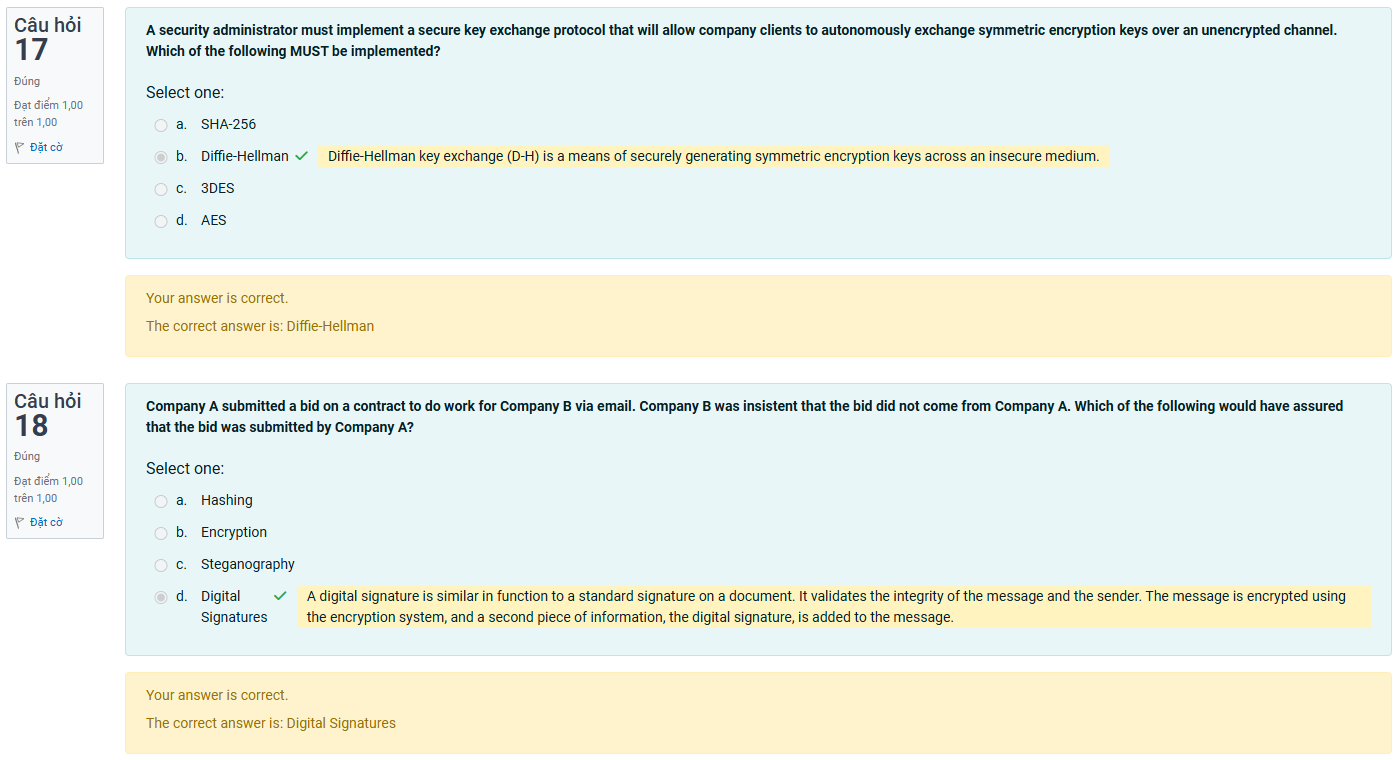 Câu hỏi
17
Đúng
Đạt điểm 1,00
trên 1,00
Đặt cờ
A security administrator must implement a secure key exchange protocol that will allow company clients to autonomously exchange symmetric encryption keys over an unencrypted channel.
Which of the following MUST be implemented?
Select one:
a. SHA-256
b. Diffie-Hellman Diffie-Hellman key exchange (D-H) is a means of securely generating symmetric encryption keys across an insecure medium.
c. 3DES
d. AES
Your answer is correct.
The correct answer is: Diffie-Hellman
Câu hỏi
18
Đúng
Đạt điểm 1,00
trên 1,00
Đặt cờ
Company A submitted a bid on a contract to do work for Company B via email. Company B was insistent that the bid did not come from Company A. Which of the following would have assured
that the bid was submitted by Company A?
Select one:
a. Hashing
b. Encryption
c. Steganography
d. Digital
Signatures
A digital signature is similar in function to a standard signature on a document. It validates the integrity of the message and the sender. The message is encrypted using
the encryption system, and a second piece of information, the digital signature, is added to the message.
Your answer is correct.
The correct answer is: Digital Signatures